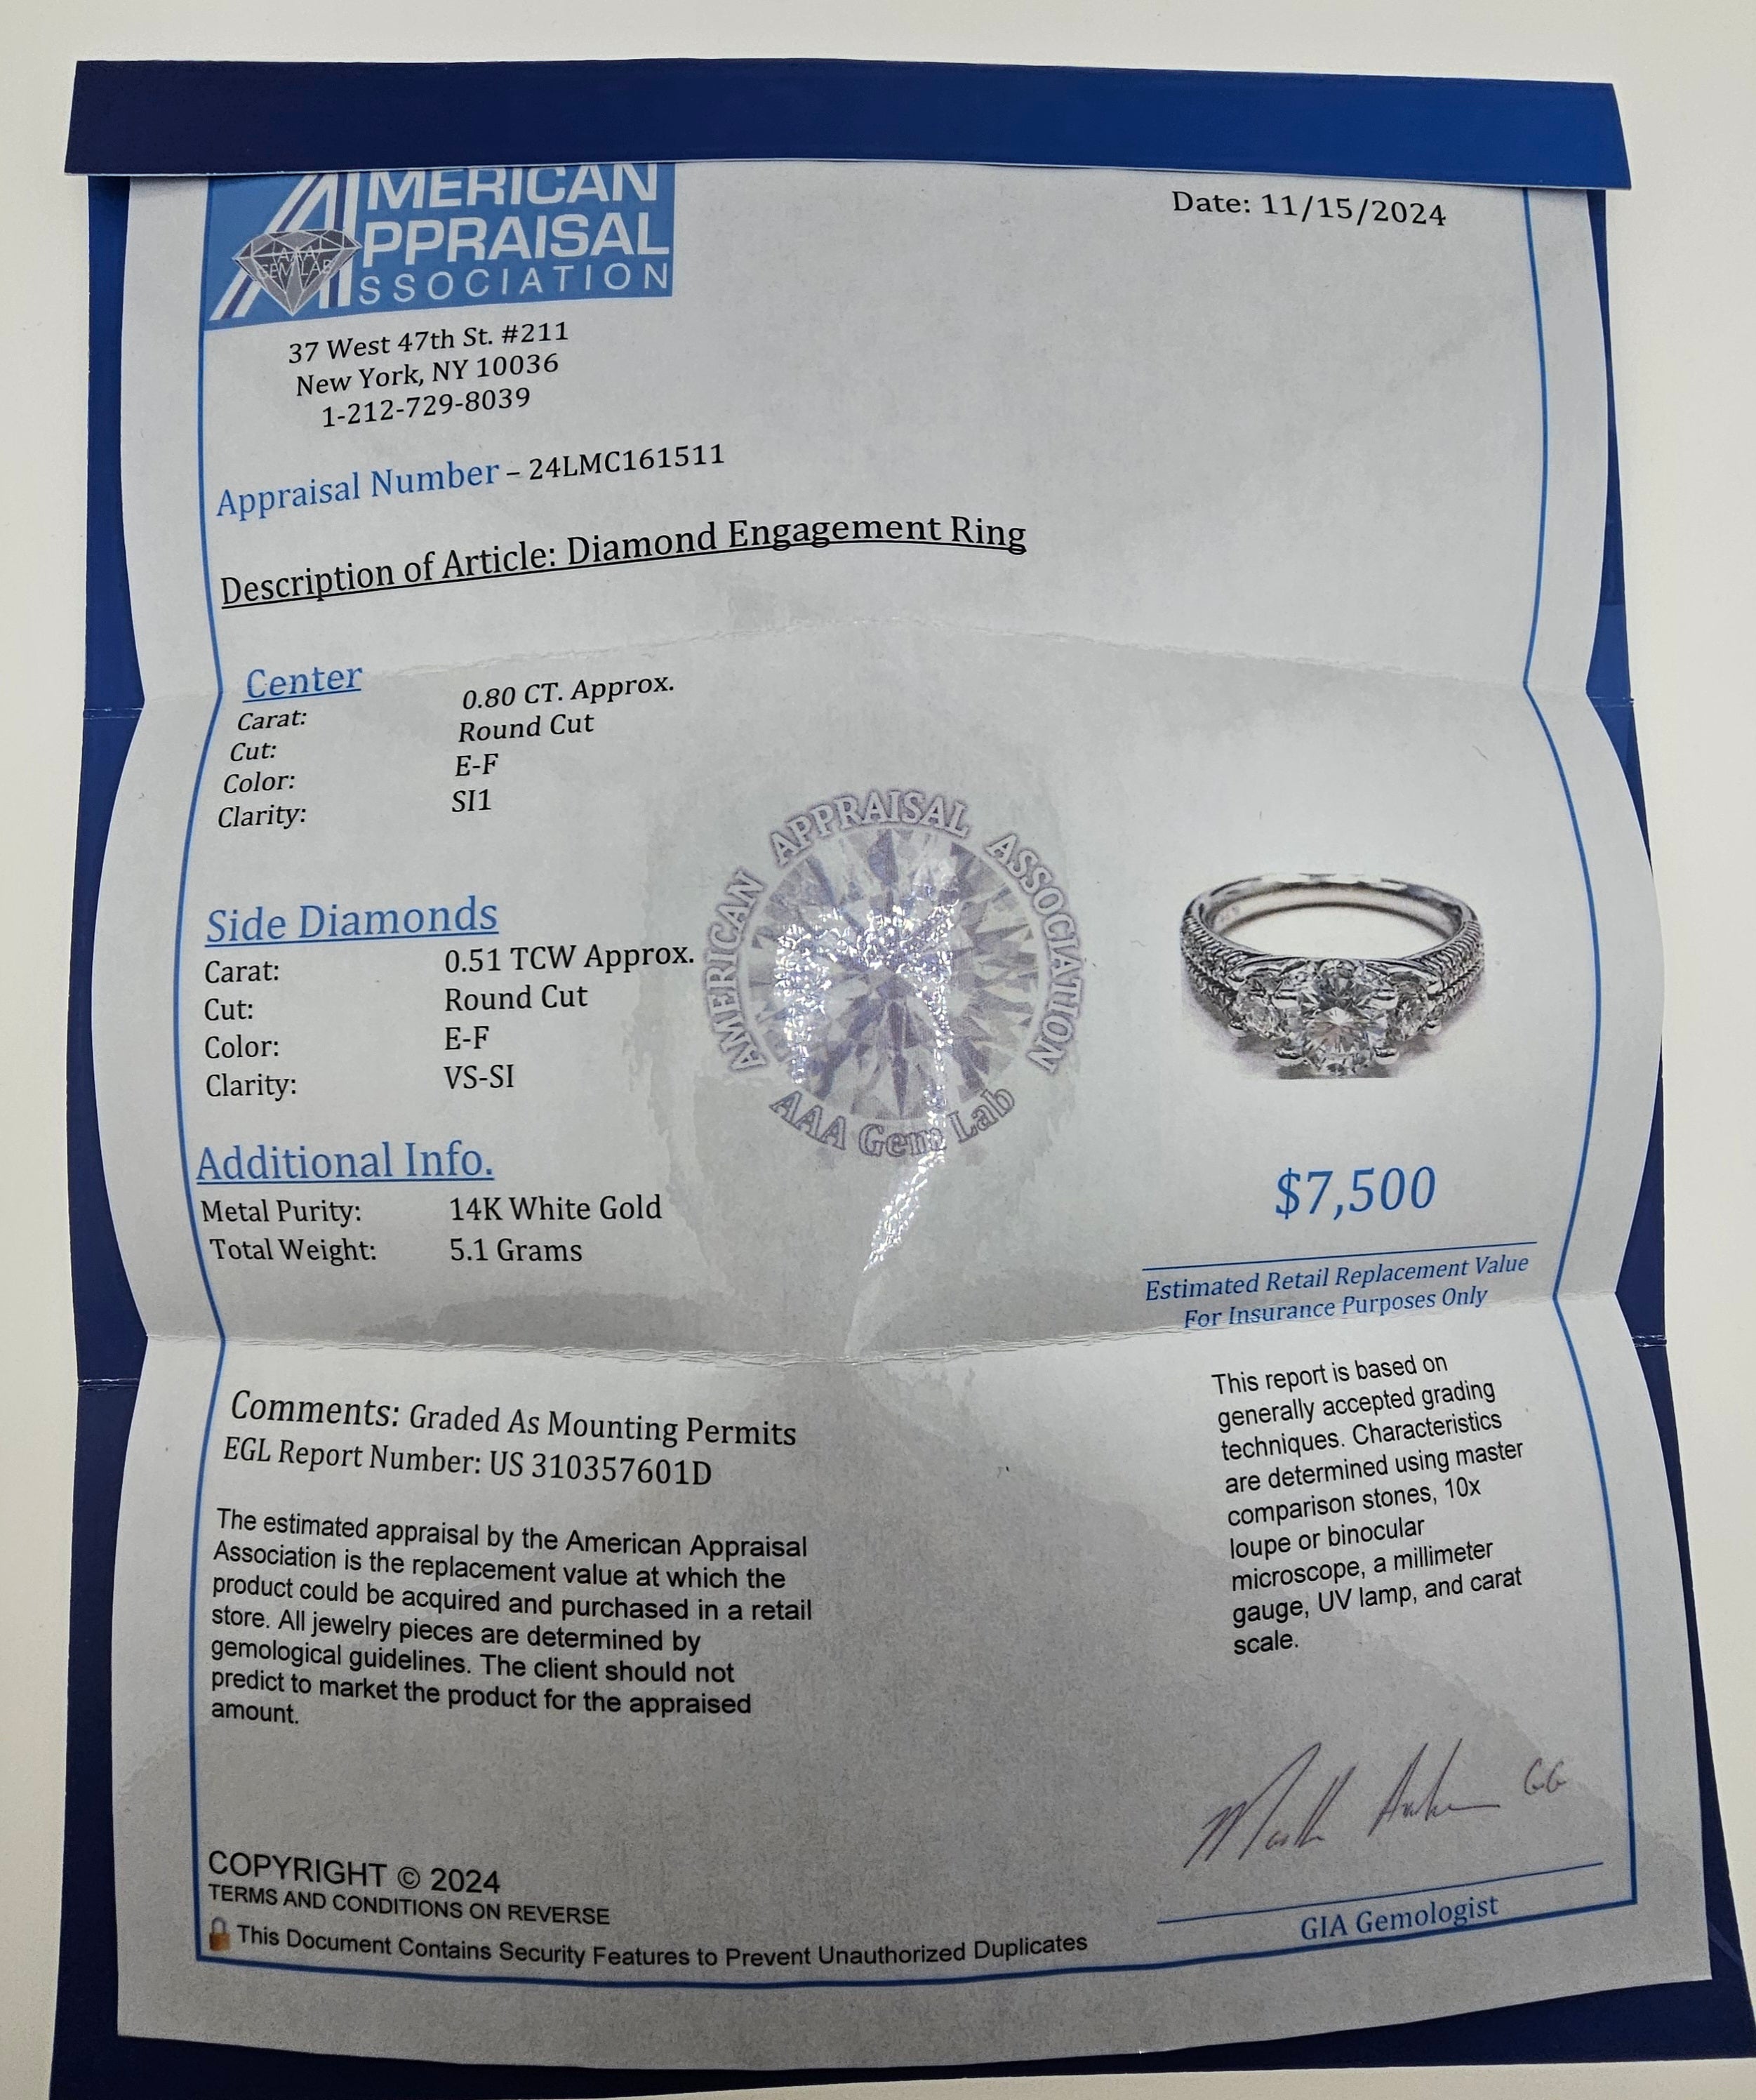 AMERICAN
APPRAISAL
ASSOCIATION
AAA
GEM LAB
Date: 11/15/2024
37 West 47th St. #211
New York, NY 10036
1-212-729-8039
Appraisal Number – 24LMC161511
Description of Article: Diamond Engagement Ring
Center
Carat: 0.80 CT. Approx.
Cut: Round Cut
Color: E-F
Clarity: SI1
Side Diamonds
Carat: 0.51 TCW Approx.
Cut: Round Cut
Color: E-F
Clarity: VS-SI
AMERICAN APPRAISAL ASSOCIATION
AAA Gem Lab
Additional Info.
Metal Purity: 14K White Gold
Total Weight: 5.1 Grams
$7,500
Estimated Retail Replacement Value
For Insurance Purposes Only
Comments: Graded As Mounting Permits
EGL Report Number: US 310357601D
The estimated appraisal by the American Appraisal
Association is the replacement value at which the
product could be acquired and purchased in a retail
store. All jewelry pieces are determined by
gemological guidelines. The client should not
predict to market the product for the appraised
amount.
This report is based on
generally accepted grading
techniques. Characteristics
are determined using master
comparison stones, 10x
loupe or binocular
microscope, a millimeter
gauge, UV lamp, and carat
scale.
GG
GIA Gemologist
COPYRIGHT © 2024
TERMS AND CONDITIONS ON REVERSE
This Document Contains Security Features to Prevent Unauthorized Duplicates